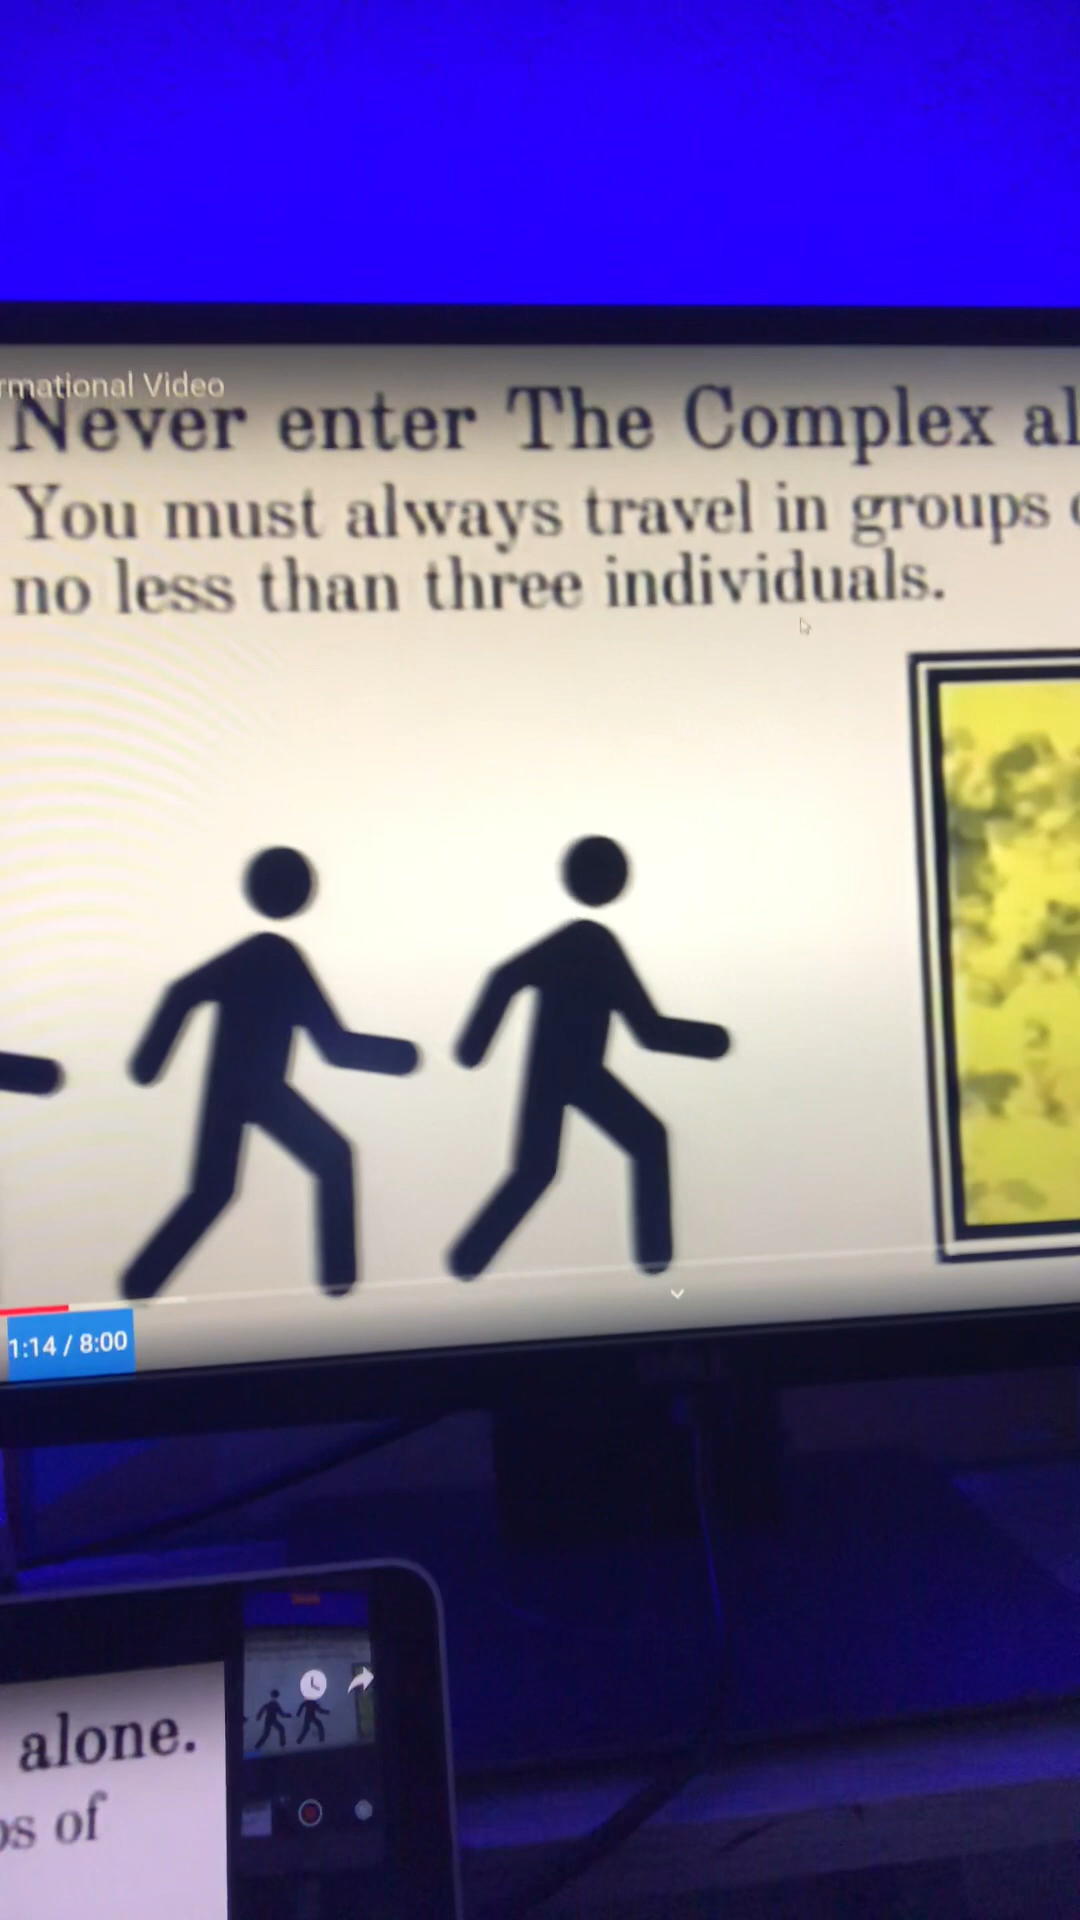 rmational Video
Never enter The Complex al
You must always travel in groups
no less than three individuals.
1:14 / 8:00
alone.
os of